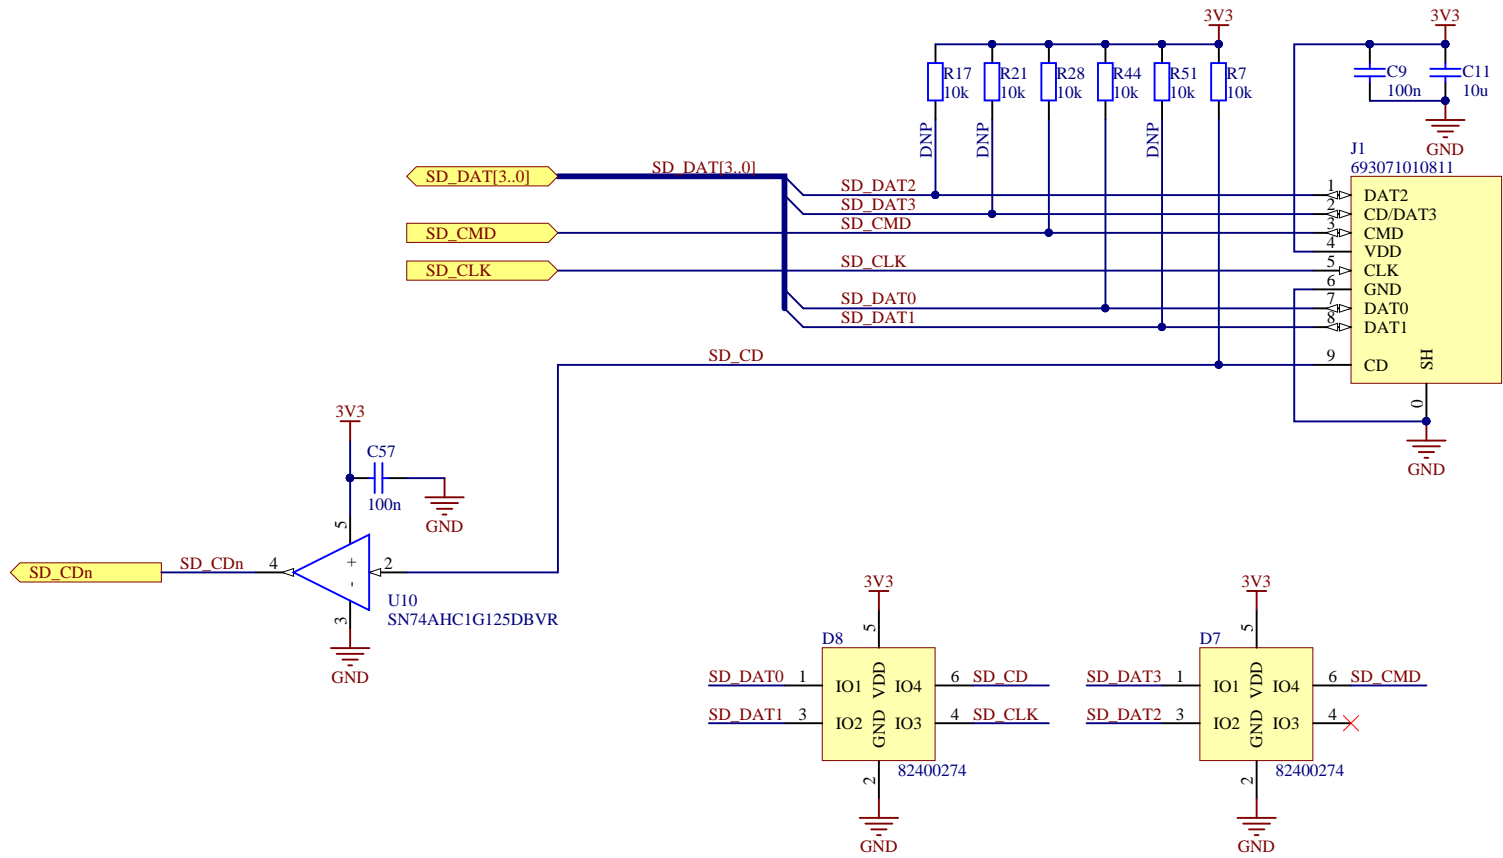 3V3
3V3
R17
10k
R21
10k
R28
10k
R44
10k
R51
10k
R7
10k
C9
100n
C11
10u
DNP
DNP
DNP
GND
J1
693071010811
SD_DAT[3..0]
SD_DAT[3..0]
SD_DAT2
1
DAT2
SD_DAT3
2
CD/DAT3
SD_CMD
SD_CMD
3
CMD
4
VDD
SD_CLK
SD_CLK
5
CLK
6
GND
SD_DAT0
7
DAT0
SD_DAT1
8
DAT1
SD_CD
9
CD
SH
0
GND
3V3
C57
100n
GND
5
SD_CDn
SD_CDn
4
+
-
2
U10
SN74AHC1G125DBVR
3
GND
3V3
5
D8
SD_DAT0
1
IO1
VDD
IO4
6
SD_CD
SD_DAT1
3
IO2
GND
IO3
4
SD_CLK
82400274
2
GND
3V3
5
D7
SD_DAT3
1
IO1
VDD
IO4
6
SD_CMD
SD_DAT2
3
IO2
GND
IO3
4
82400274
2
GND